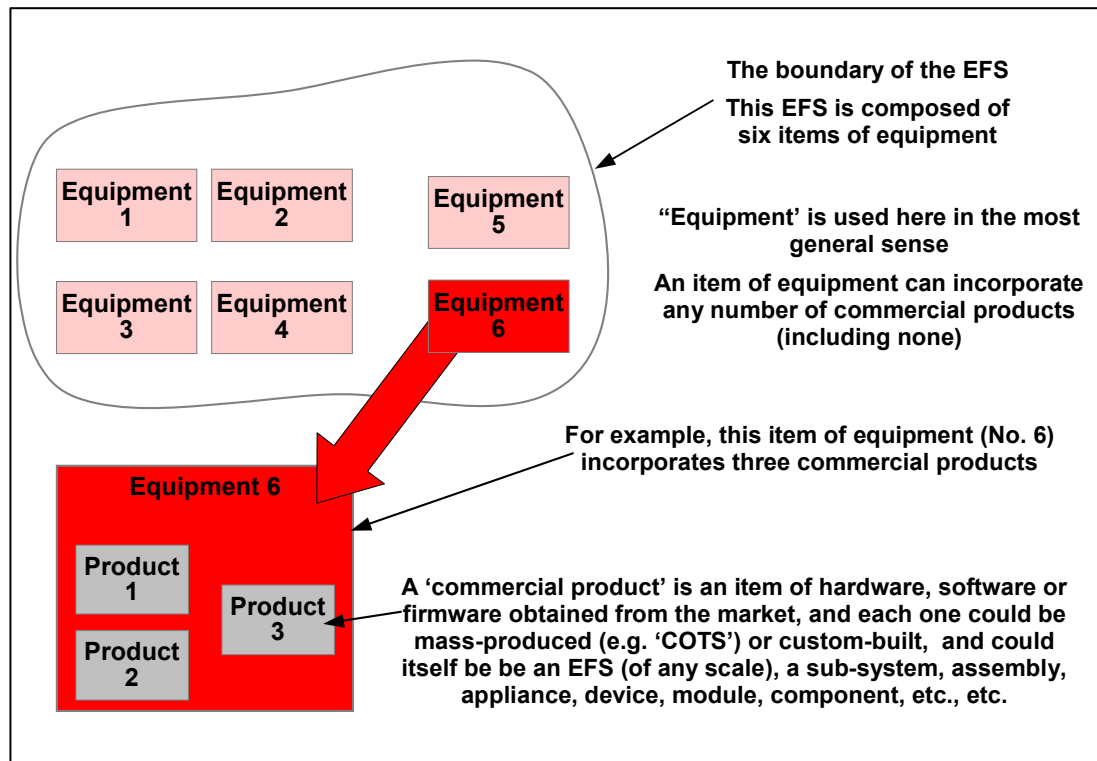 The boundary of the EFS
This EFS is composed of
six items of equipment
Equipment
1
Equipment
2
Equipment
5
“Equipment’ is used here in the most
general sense
An item of equipment can incorporate
any number of commercial products
(including none)
Equipment
3
Equipment
4
Equipment
6
For example, this item of equipment (No. 6)
incorporates three commercial products
Equipment 6
Product
1
Product
2
Product
3
A ‘commercial product’ is an item of hardware, software or
firmware obtained from the market, and each one could be
mass-produced (e.g. ‘COTS’) or custom-built, and could
itself be be an EFS (of any scale), a sub-system, assembly,
appliance, device, module, component, etc., etc.